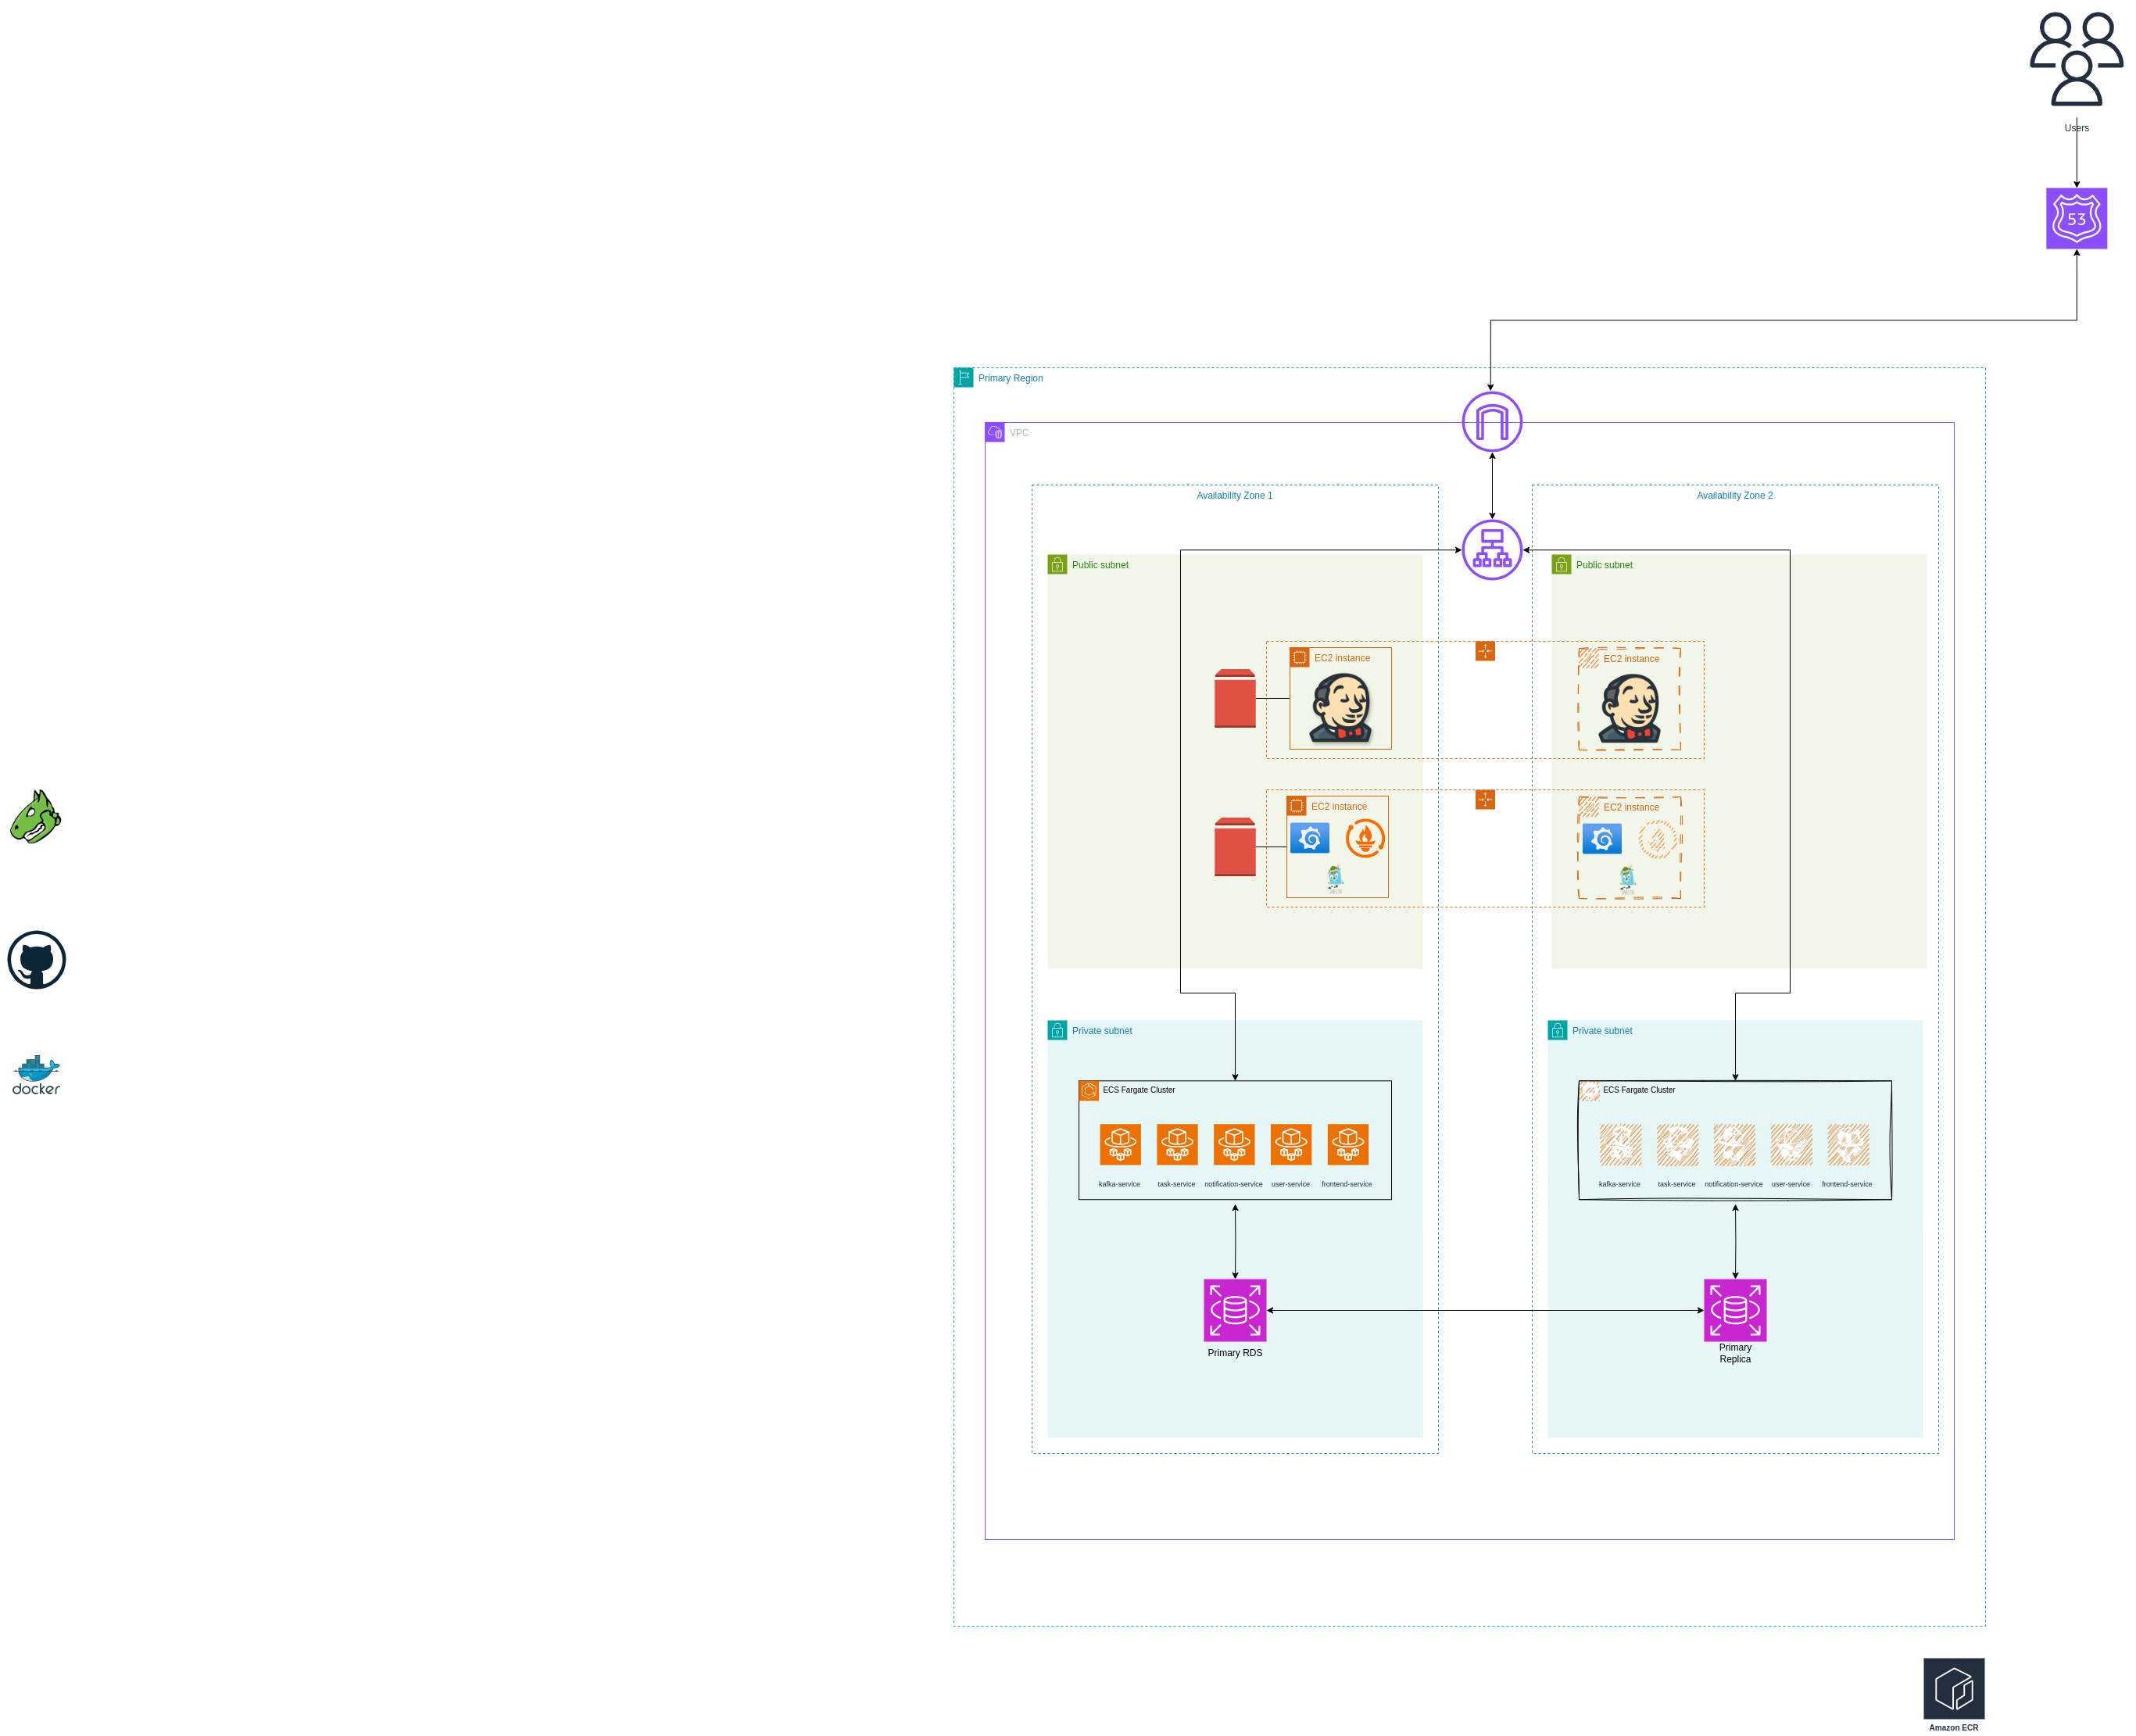 Users
53
Primary Region
VPC
Availability Zone 1
Availability Zone 2
Public subnet
Public subnet
EC2 instance
EC2 instance
EC2 instance
EC2 instance
docker
Private subnet
Private subnet
ECS Fargate Cluster
ECS Fargate Cluster
kafka-service
task-service
notification-service
user-service
frontend-service
kafka-service
task-service
notification-service
user-service
frontend-service
Primary RDS
Primary
Replica
Amazon ECR